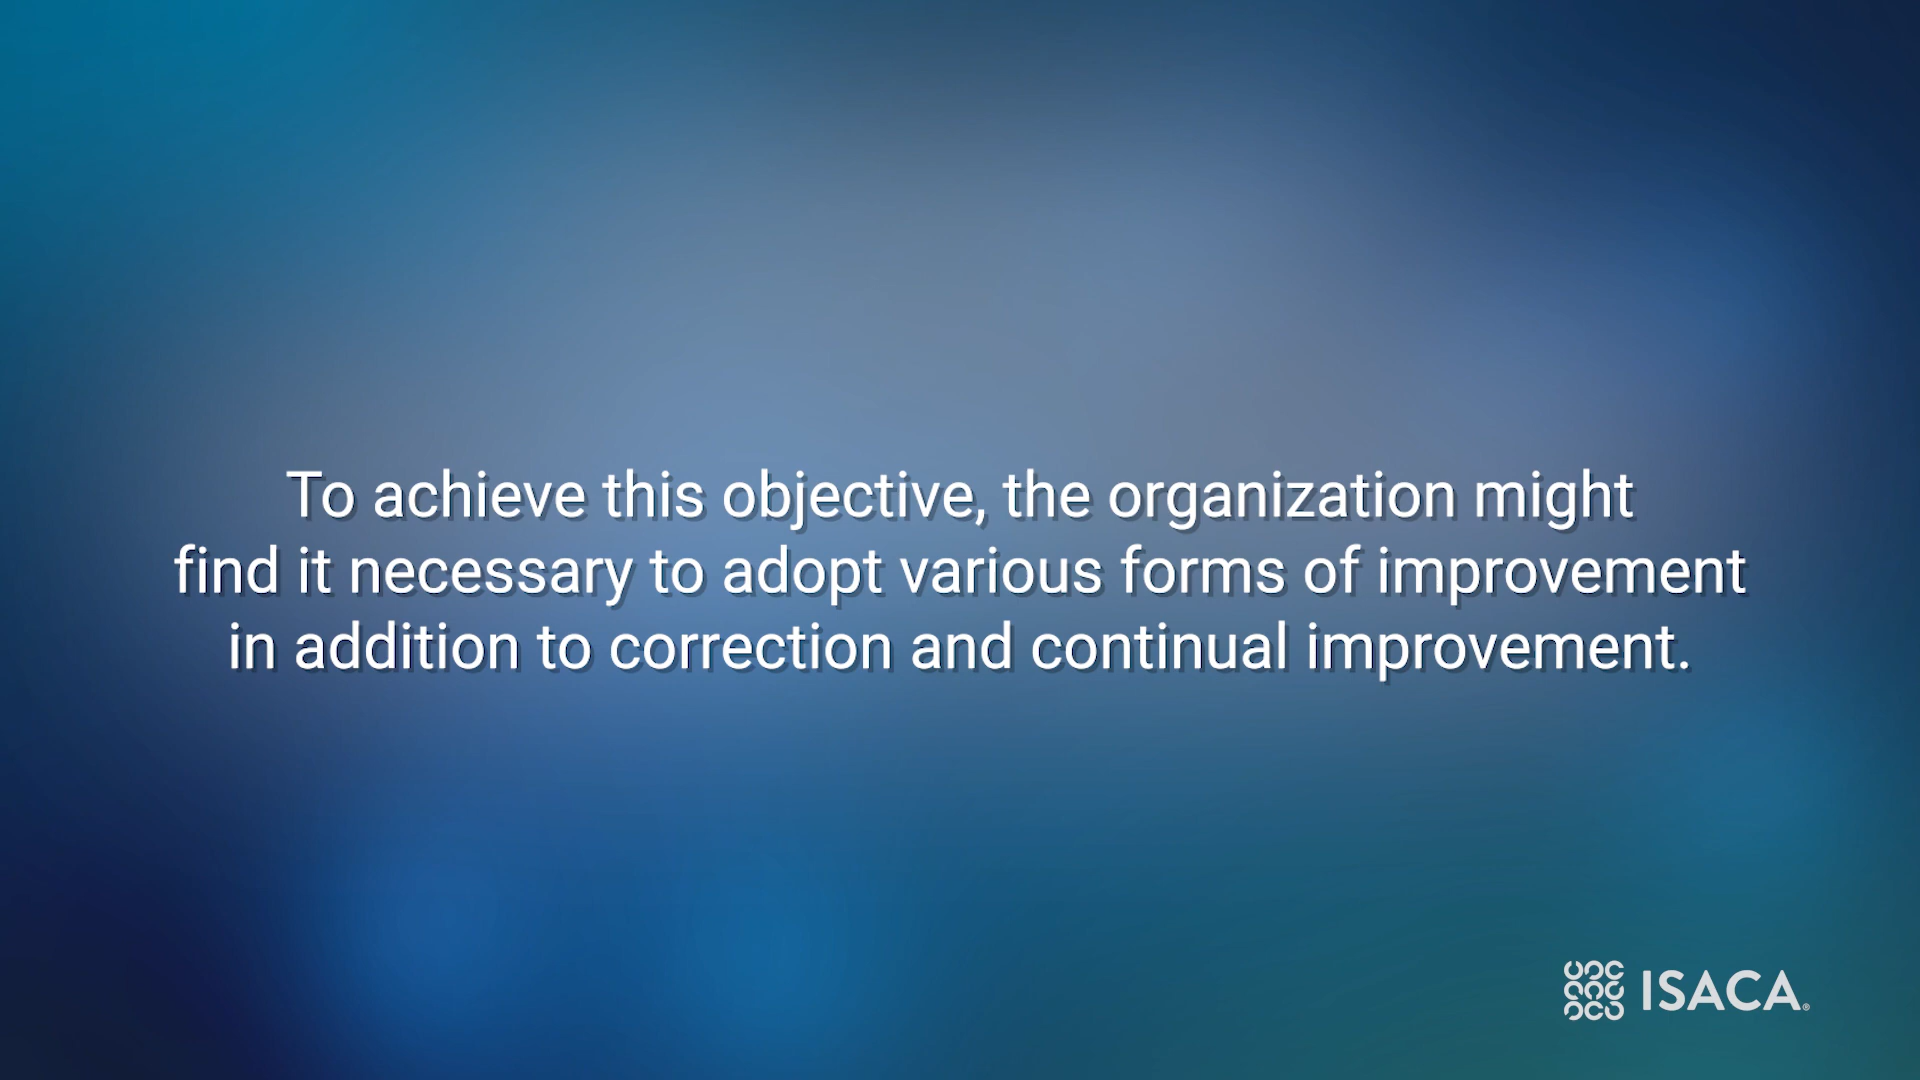 To achieve this objective, the organization might
find it necessary to adopt various forms of improvement
in addition to correction and continual improvement.
ISACA®